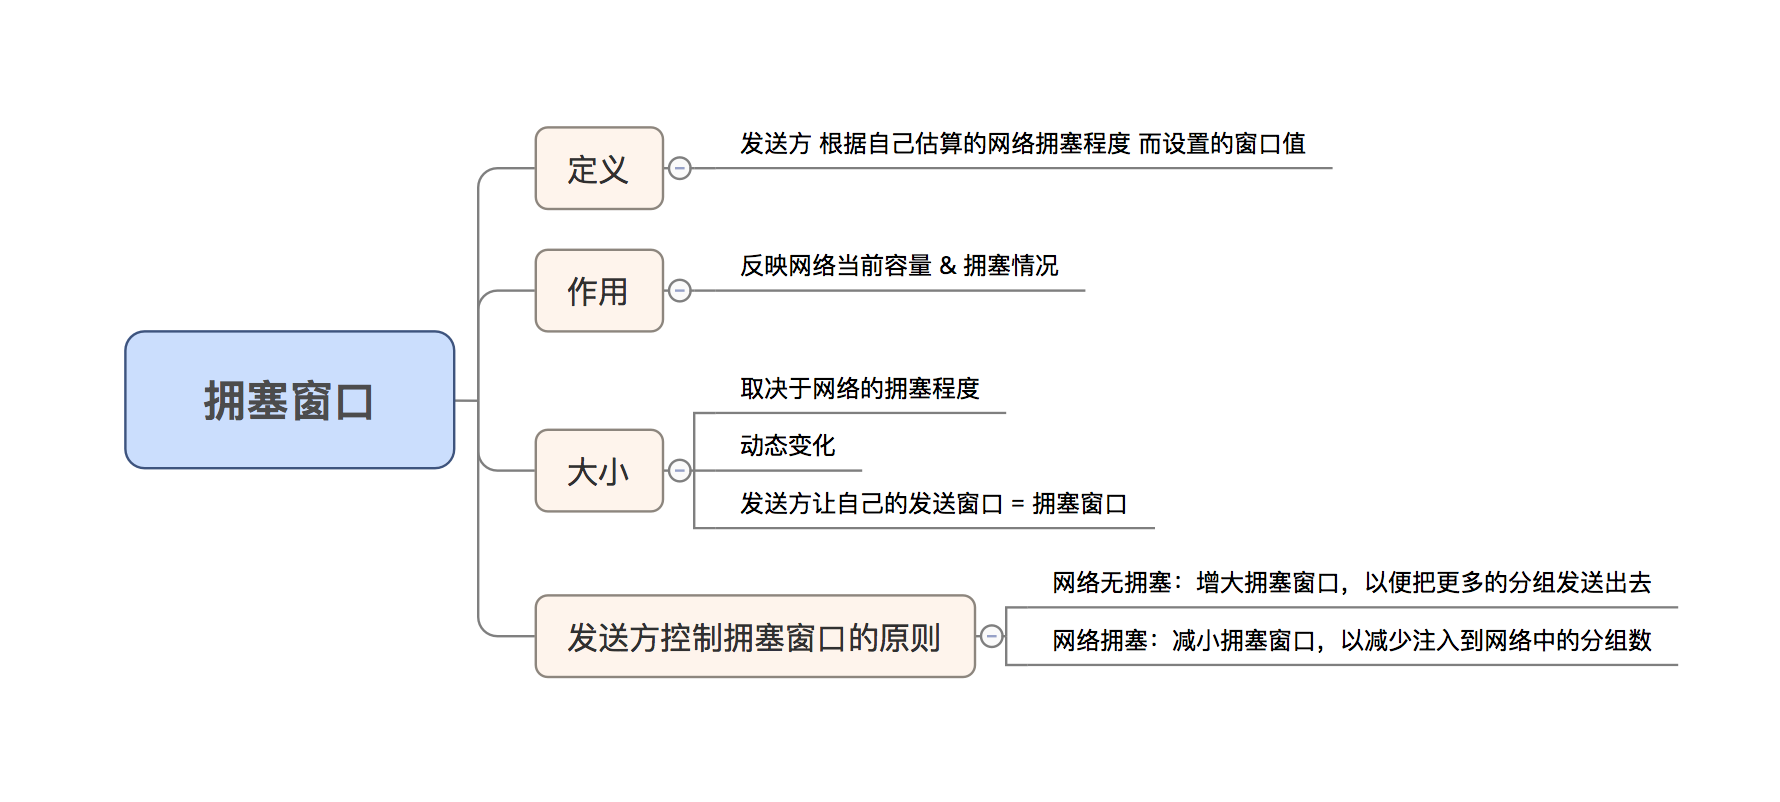 拥塞窗口
定义
发送方 根据自己估算的网络拥塞程度 而设置的窗口值
作用
反映网络当前容量 & 拥塞情况
大小
取决于网络的拥塞程度
动态变化
发送方让自己的发送窗口 = 拥塞窗口
发送方控制拥塞窗口的原则
网络无拥塞：增大拥塞窗口，以便把更多的分组发送出去
网络拥塞：减小拥塞窗口，以减少注入到网络中的分组数